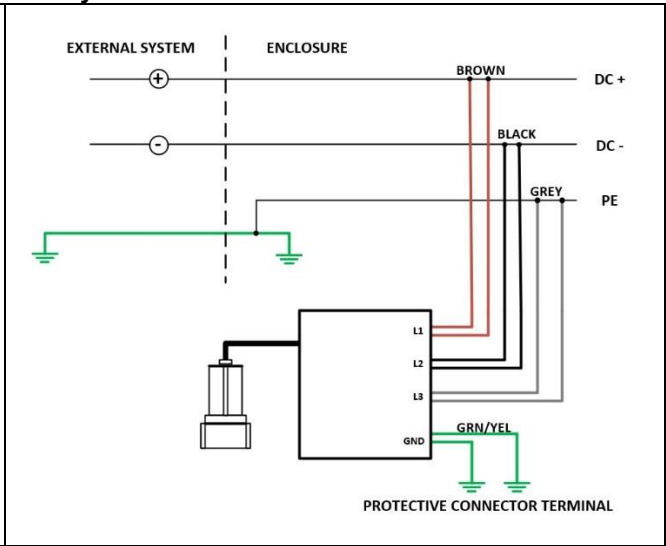 EXTERNAL SYSTEM ENCLOSURE
+ BROWN DC +
- BLACK DC -
GREY PE
L1
L2
L3
GRN/YEL
GND
PROTECTIVE CONNECTOR TERMINAL